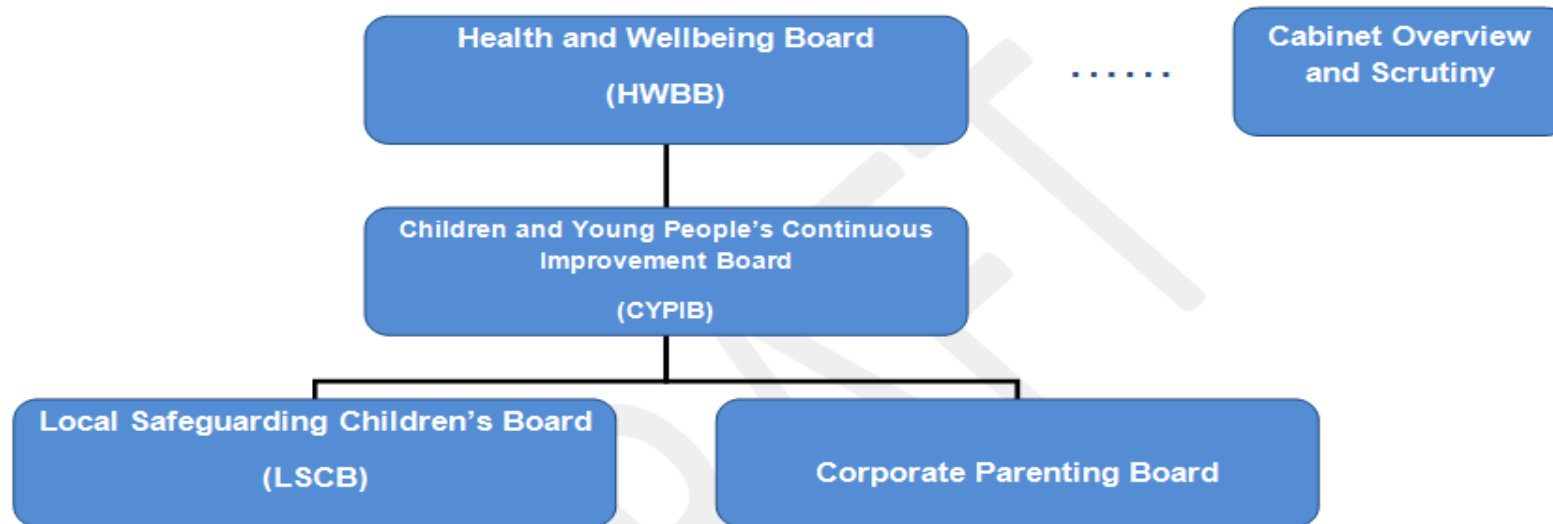 Health and Wellbeing Board
(HWBB)
......
Cabinet Overview
and Scrutiny
Children and Young People’s Continuous
Improvement Board
(CYPIB)
Local Safeguarding Children’s Board
(LSCB)
Corporate Parenting Board
DRAFT